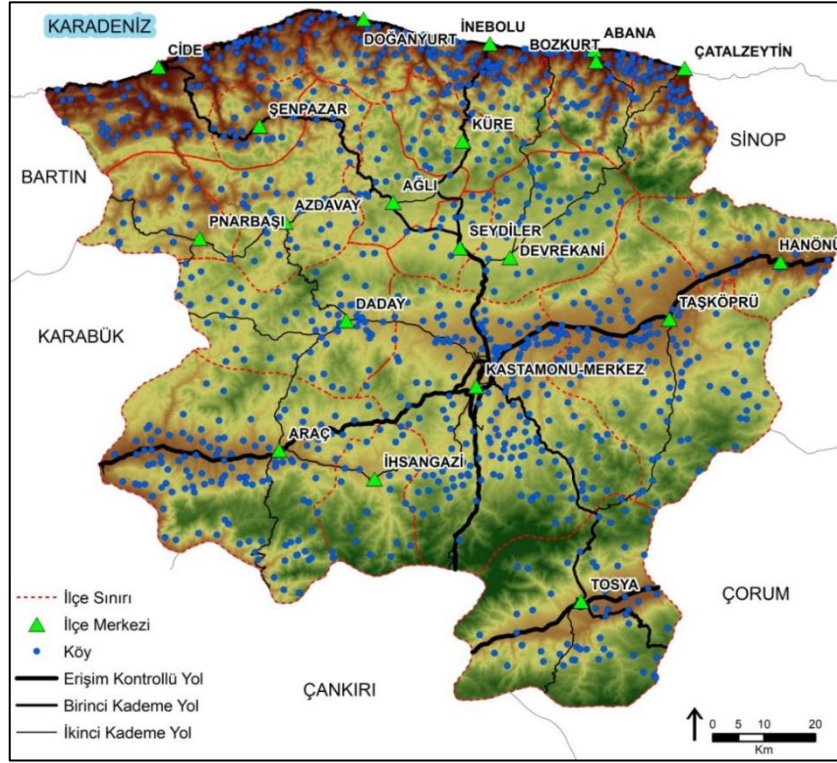 KARADENİZ
CİDE
DOĞANYURT
İNEBOLU
BOZKURT
ABANA
ÇATALZEYTİN
ŞENPAZAR
KÜRE
SİNOP
BARTIN
AĞLI
AZDAVAY
PNARBAŞI
SEYDİLER
DEVREKANİ
HANÖNÜ
DADAY
TAŞKÖPRÜ
KARABÜK
KASTAMONU-MERKEZ
ARAÇ
İHSANGAZİ
TOSYA
ÇORUM
ÇANKIRI
İlçe Sınırı
İlçe Merkezi
Köy
Erişim Kontrollü Yol
Birinci Kademe Yol
İkinci Kademe Yol
0 5 10 20
Km